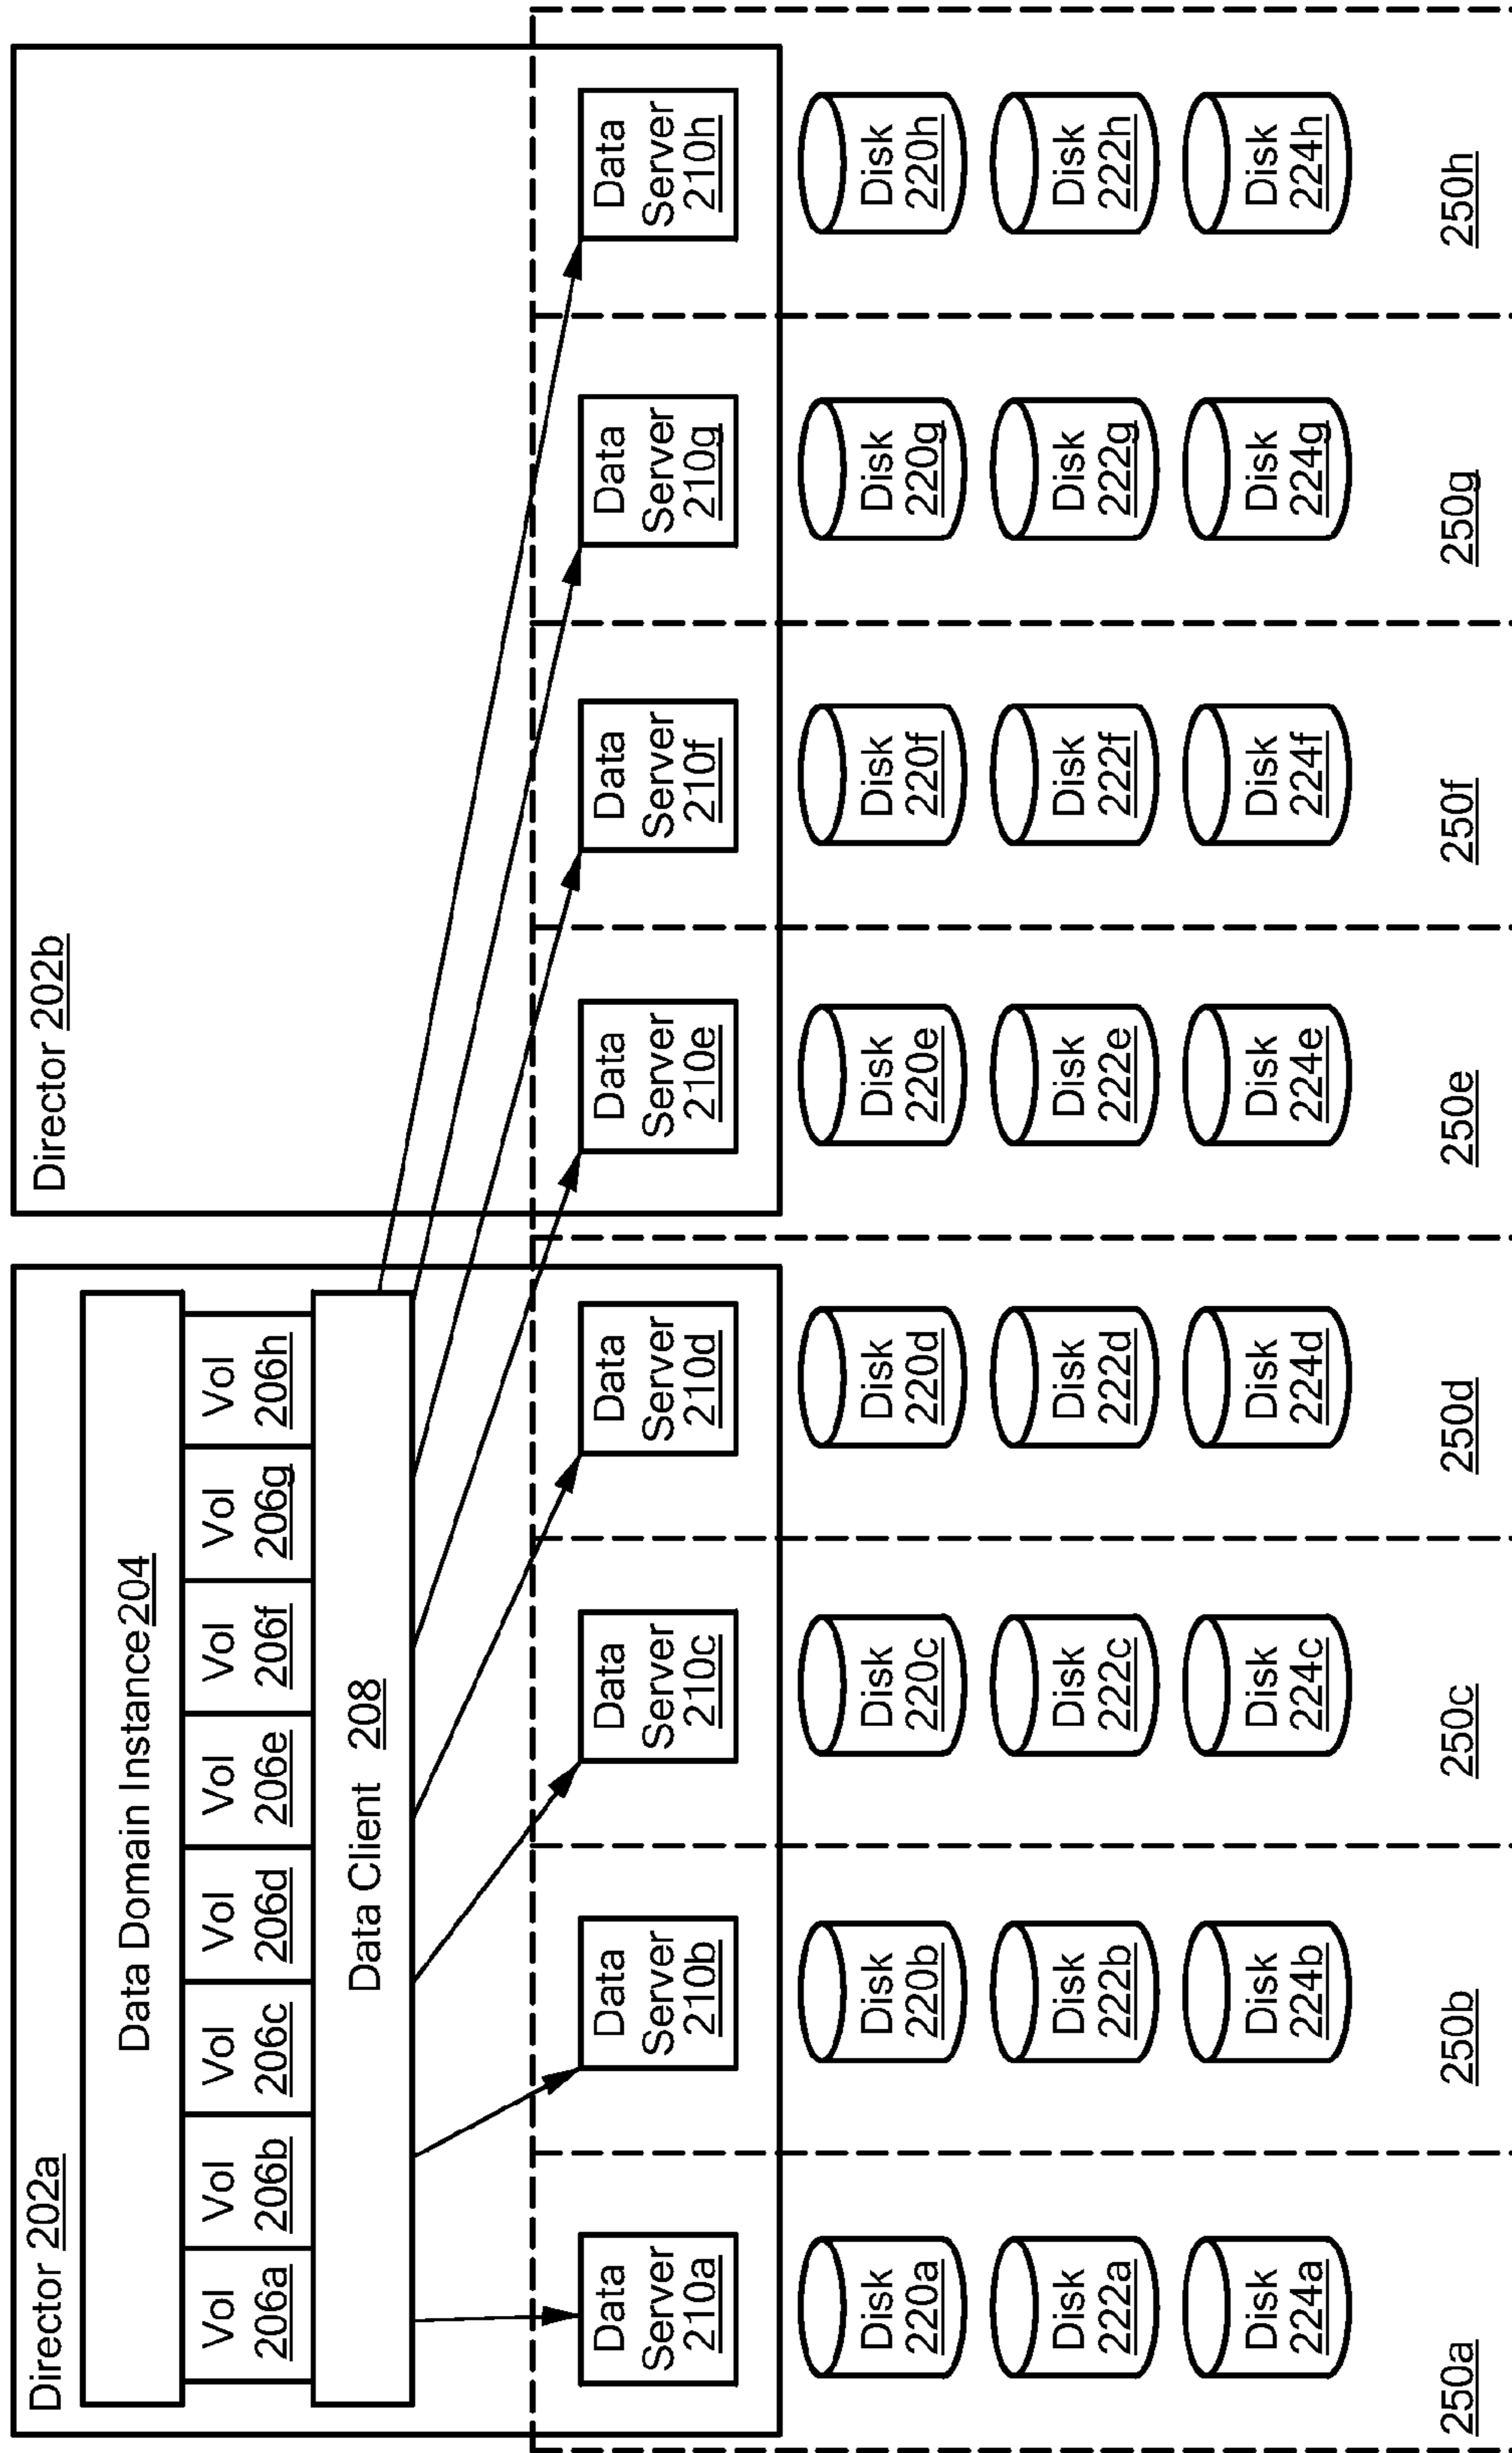 Director 202a
Director 202b
Data Domain Instance204
Vol
206a
Vol
206b
Vol
206c
Vol
206d
Vol
206e
Vol
206f
Vol
206g
Vol
206h
Data Client 208
Data
Server
210a
Data
Server
210b
Data
Server
210c
Data
Server
210d
Data
Server
210e
Data
Server
210f
Data
Server
210g
Data
Server
210h
Disk
220a
Disk
220b
Disk
220c
Disk
220d
Disk
220e
Disk
220f
Disk
220g
Disk
220h
Disk
222a
Disk
222b
Disk
222c
Disk
222d
Disk
222e
Disk
222f
Disk
222g
Disk
222h
Disk
224a
Disk
224b
Disk
224c
Disk
224d
Disk
224e
Disk
224f
Disk
224g
Disk
224h
250a
250b
250c
250d
250e
250f
250g
250h